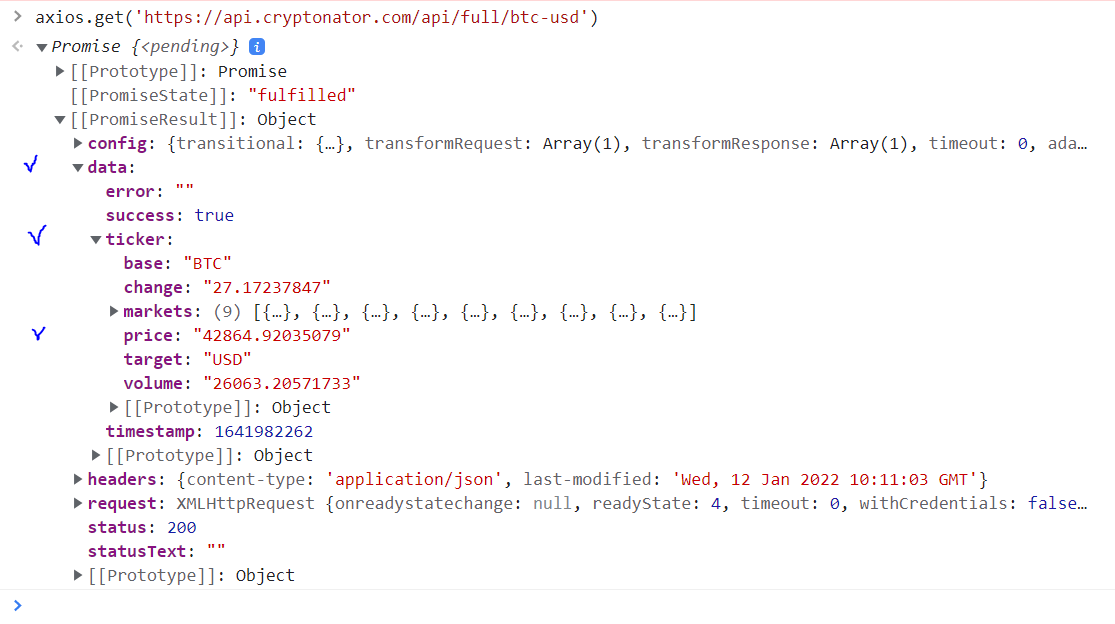 > axios.get('https://api.cryptonator.com/api/full/btc-usd')
<· ▼Promise {<pending>} i
▶[[Prototype]]: Promise
[[PromiseState]]: "fulfilled"
▼[[PromiseResult]]: Object
▶config: {transitional: {…}, transformRequest: Array(1), transformResponse: Array(1), timeout: 0, ada…
▼data:
error: ""
success: true
▼ticker:
base: "BTC"
change: "27.17237847"
▶markets: (9) [{…}, {…}, {…}, {…}, {…}, {…}, {…}, {…}, {…}]
price: "42864.92035079"
target: "USD"
volume: "26063.20571733"
▶[[Prototype]]: Object
timestamp: 1641982262
▶[[Prototype]]: Object
▶headers: {content-type: 'application/json', last-modified: 'Wed, 12 Jan 2022 10:11:03 GMT'}
▶request: XMLHttpRequest {onreadystatechange: null, readyState: 4, timeout: 0, withCredentials: false…
status: 200
statusText: ""
▶[[Prototype]]: Object
>